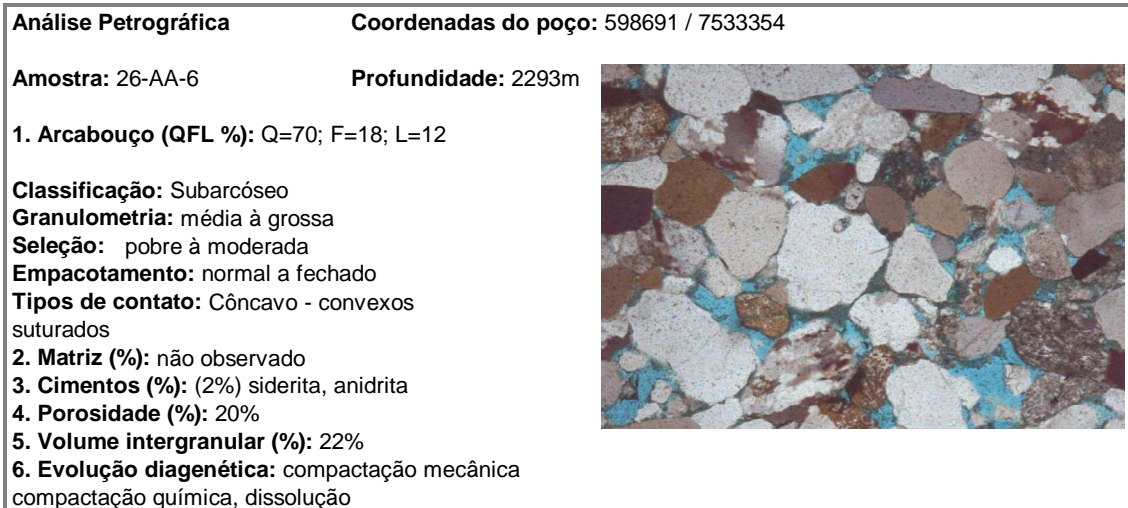 Análise Petrográfica Coordenadas do poço: 598691 / 7533354
Amostra: 26-AA-6 Profundidade: 2293m
1. Arcabouço (QFL %): Q=70; F=18; L=12
Classificação: Subarcóseo
Granulometria: média à grossa
Seleção: pobre à moderada
Empacotamento: normal a fechado
Tipos de contato: Côncavo - convexos
suturados
2. Matriz (%): não observado
3. Cimentos (%): (2%) siderita, anidrita
4. Porosidade (%): 20%
5. Volume intergranular (%): 22%
6. Evolução diagenética: compactação mecânica
compactação química, dissolução